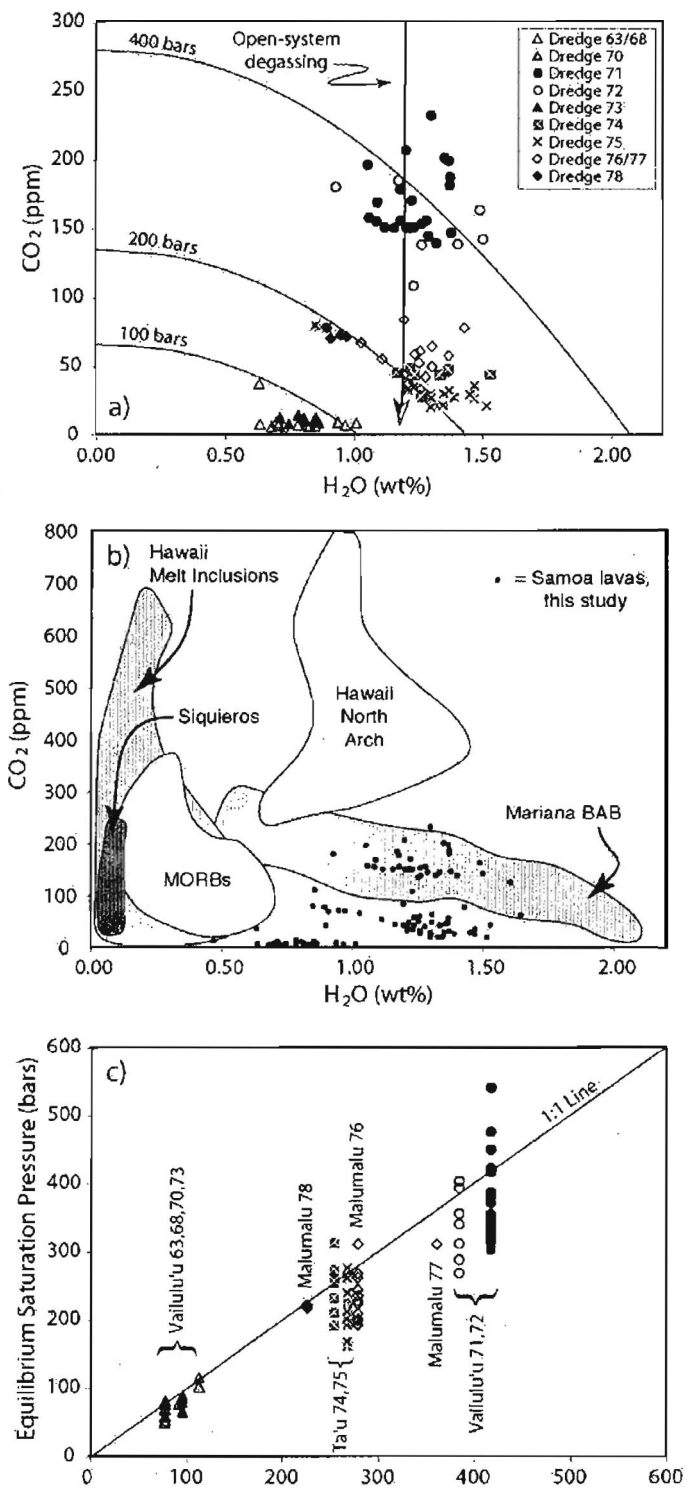 300
250
200
150
100
50
0
CO2 (ppm)
400 bars
200 bars
100 bars
Open-system
degassing
Dredge 63/68
Dredge 70
Dredge 71
Dredge 72
Dredge 73
Dredge 74
Dredge 75
Dredge 76/77
Dredge 78
a)
0.00 0.50 1.00 1.50 2.00
H2O (wt%)
800
700
600
500
400
300
200
100
0
CO2 (ppm)
b)
Hawaii
Melt Inclusions
Siquieros
MORBs
Hawaii
North
Arch
• = Samoa lavas,
this study
Mariana BAB
0.00 0.50 1.00 1.50 2.00
H2O (wt%)
600
500
400
300
200
100
0
Equilibrium Saturation Pressure (bars)
c)
Vailulu'u 63,68,70,73
Malumalu 78
Malumalu 76
Ta'u 74,75
Malumalu 77
Vailulu'u 71,72
1:1 Line
0 100 200 300 400 500 600